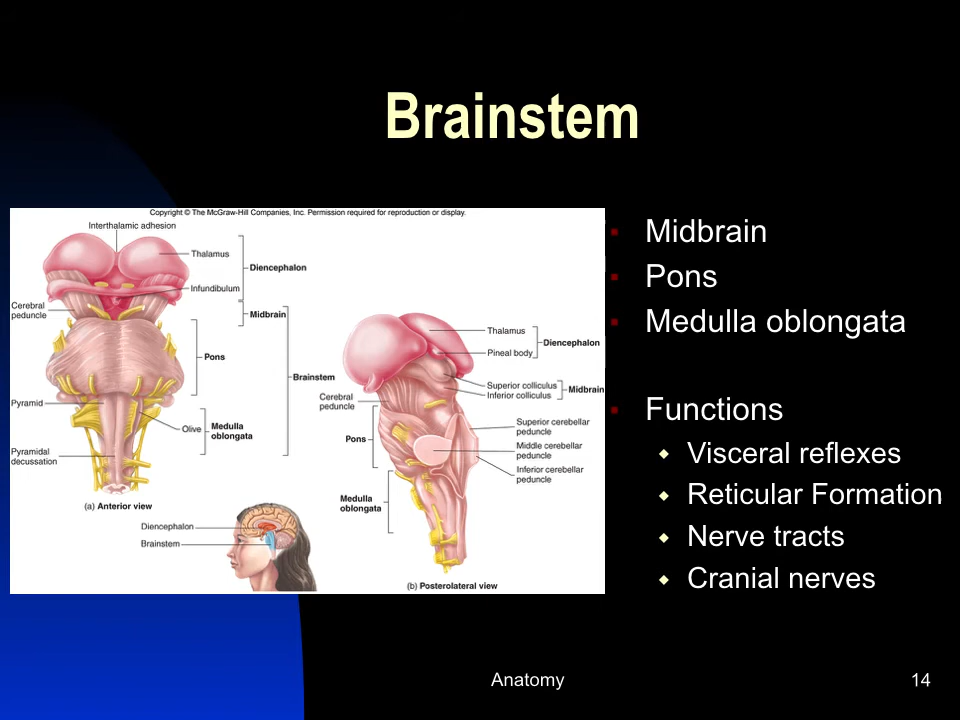 Brainstem
Copyright © The McGraw-Hill Companies, Inc. Permission required for reproduction or display.
Interthalamic adhesion
Thalamus
Diencephalon
Infundibulum
Cerebral
peduncle
Midbrain
Pons
Brainstem
Pyramid
Olive
Medulla
oblongata
Pyramidal
decussation
(a) Anterior view
Diencephalon
Brainstem
Thalamus
Diencephalon
Pineal body
Superior colliculus
Inferior colliculus
Midbrain
Cerebral
peduncle
Superior cerebellar
peduncle
Pons
Middle cerebellar
peduncle
Inferior cerebellar
peduncle
Medulla
oblongata
(b) Posterolateral view
Midbrain
Pons
Medulla oblongata
Functions
Visceral reflexes
Reticular Formation
Nerve tracts
Cranial nerves
Anatomy
14